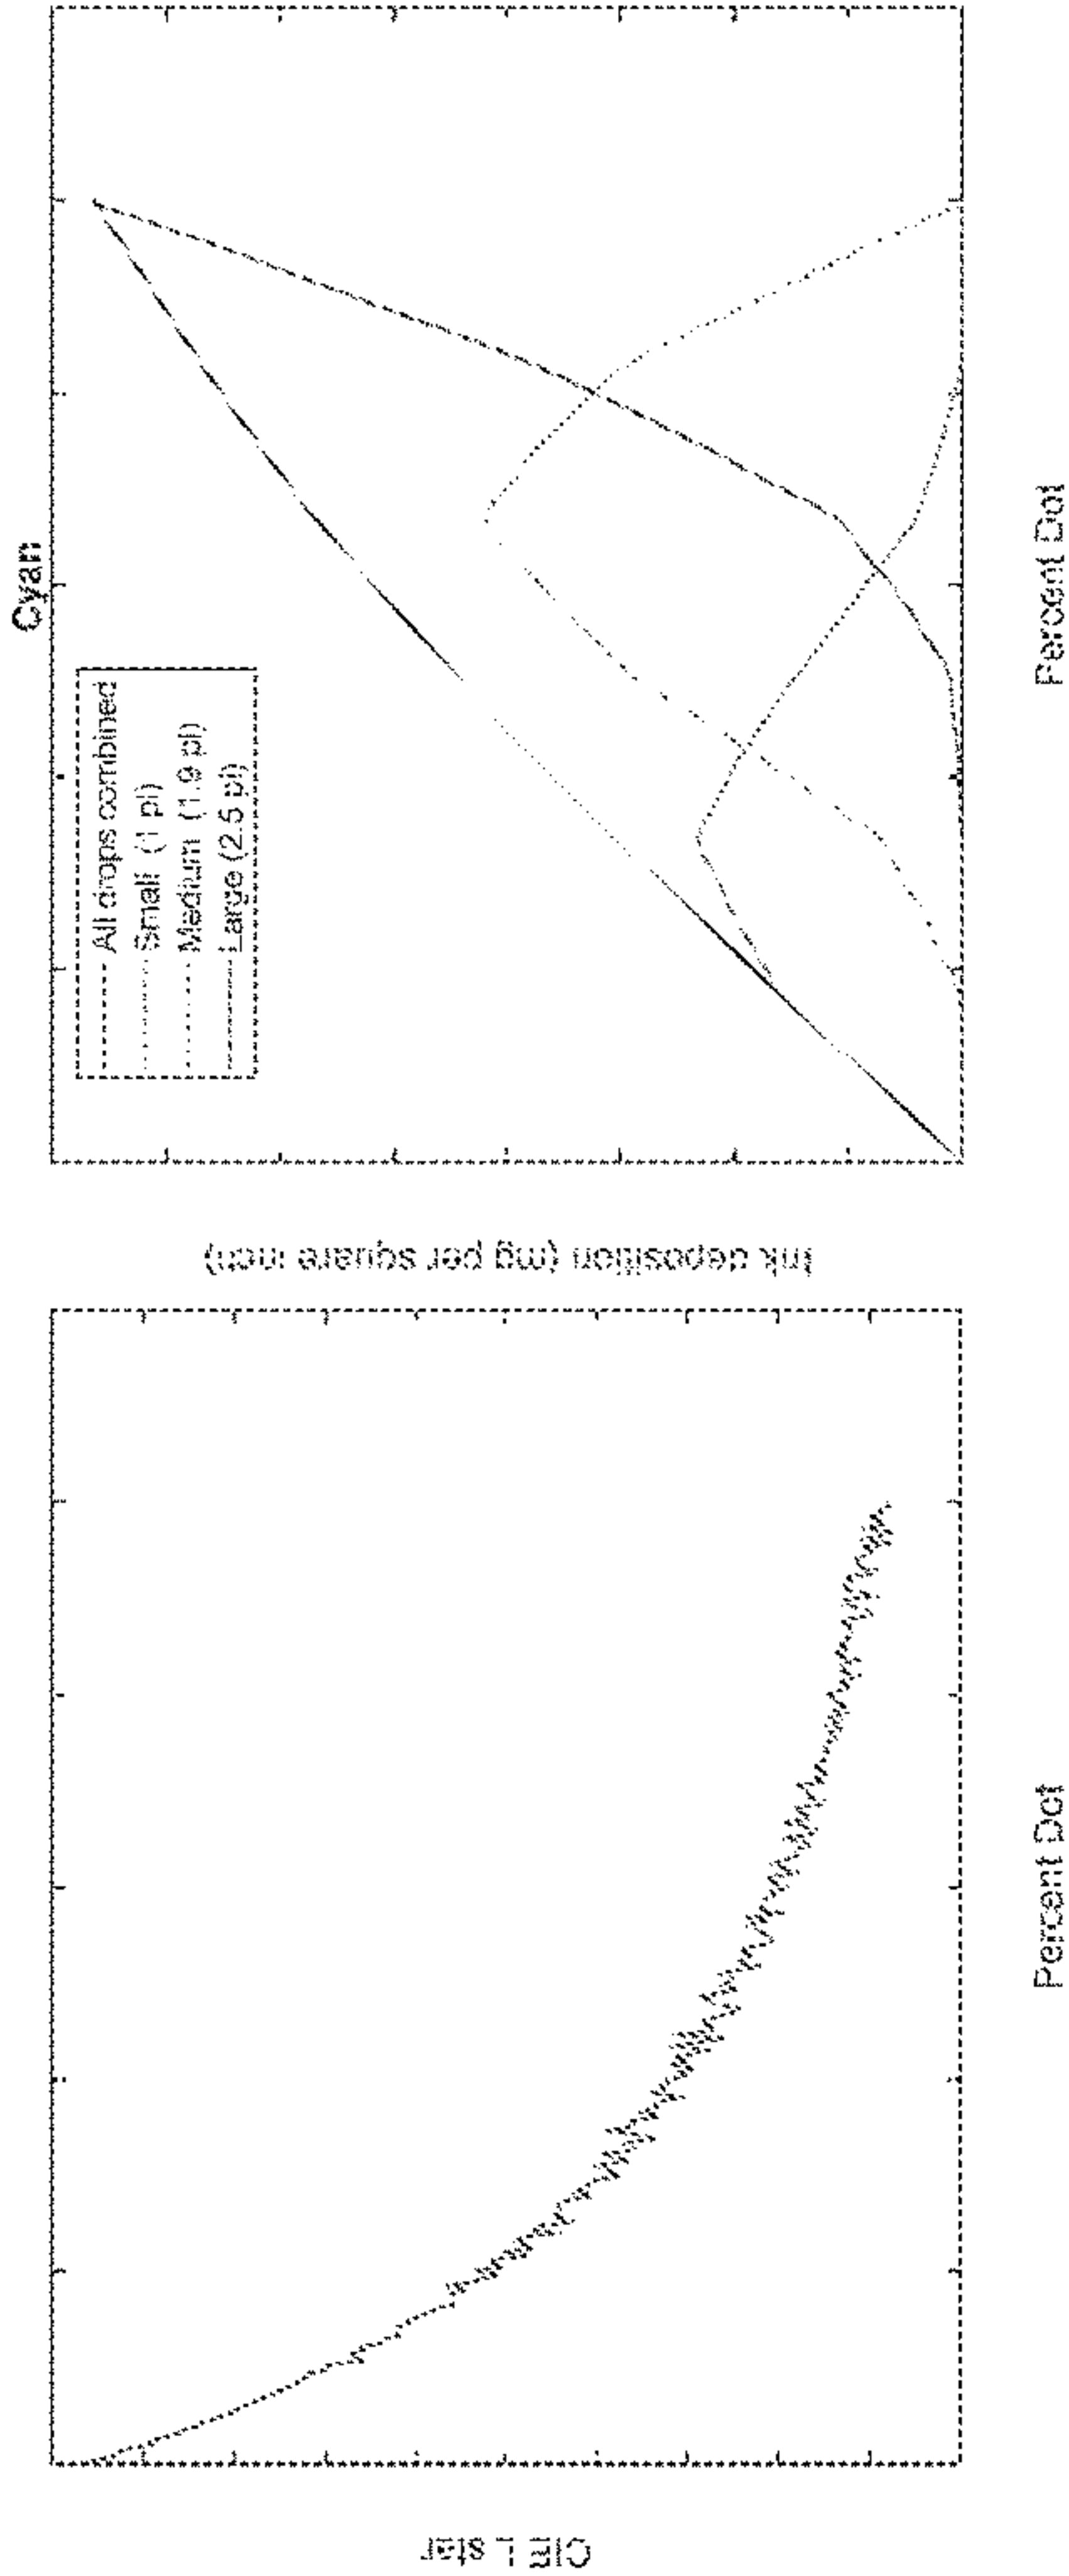 Cyan
All drops combined
Small (1 pl)
Medium (1.9 pl)
Large (2.5 pl)
Ink deposition (mg per square inch)
Percent Dot
CIE L star
Percent Dot